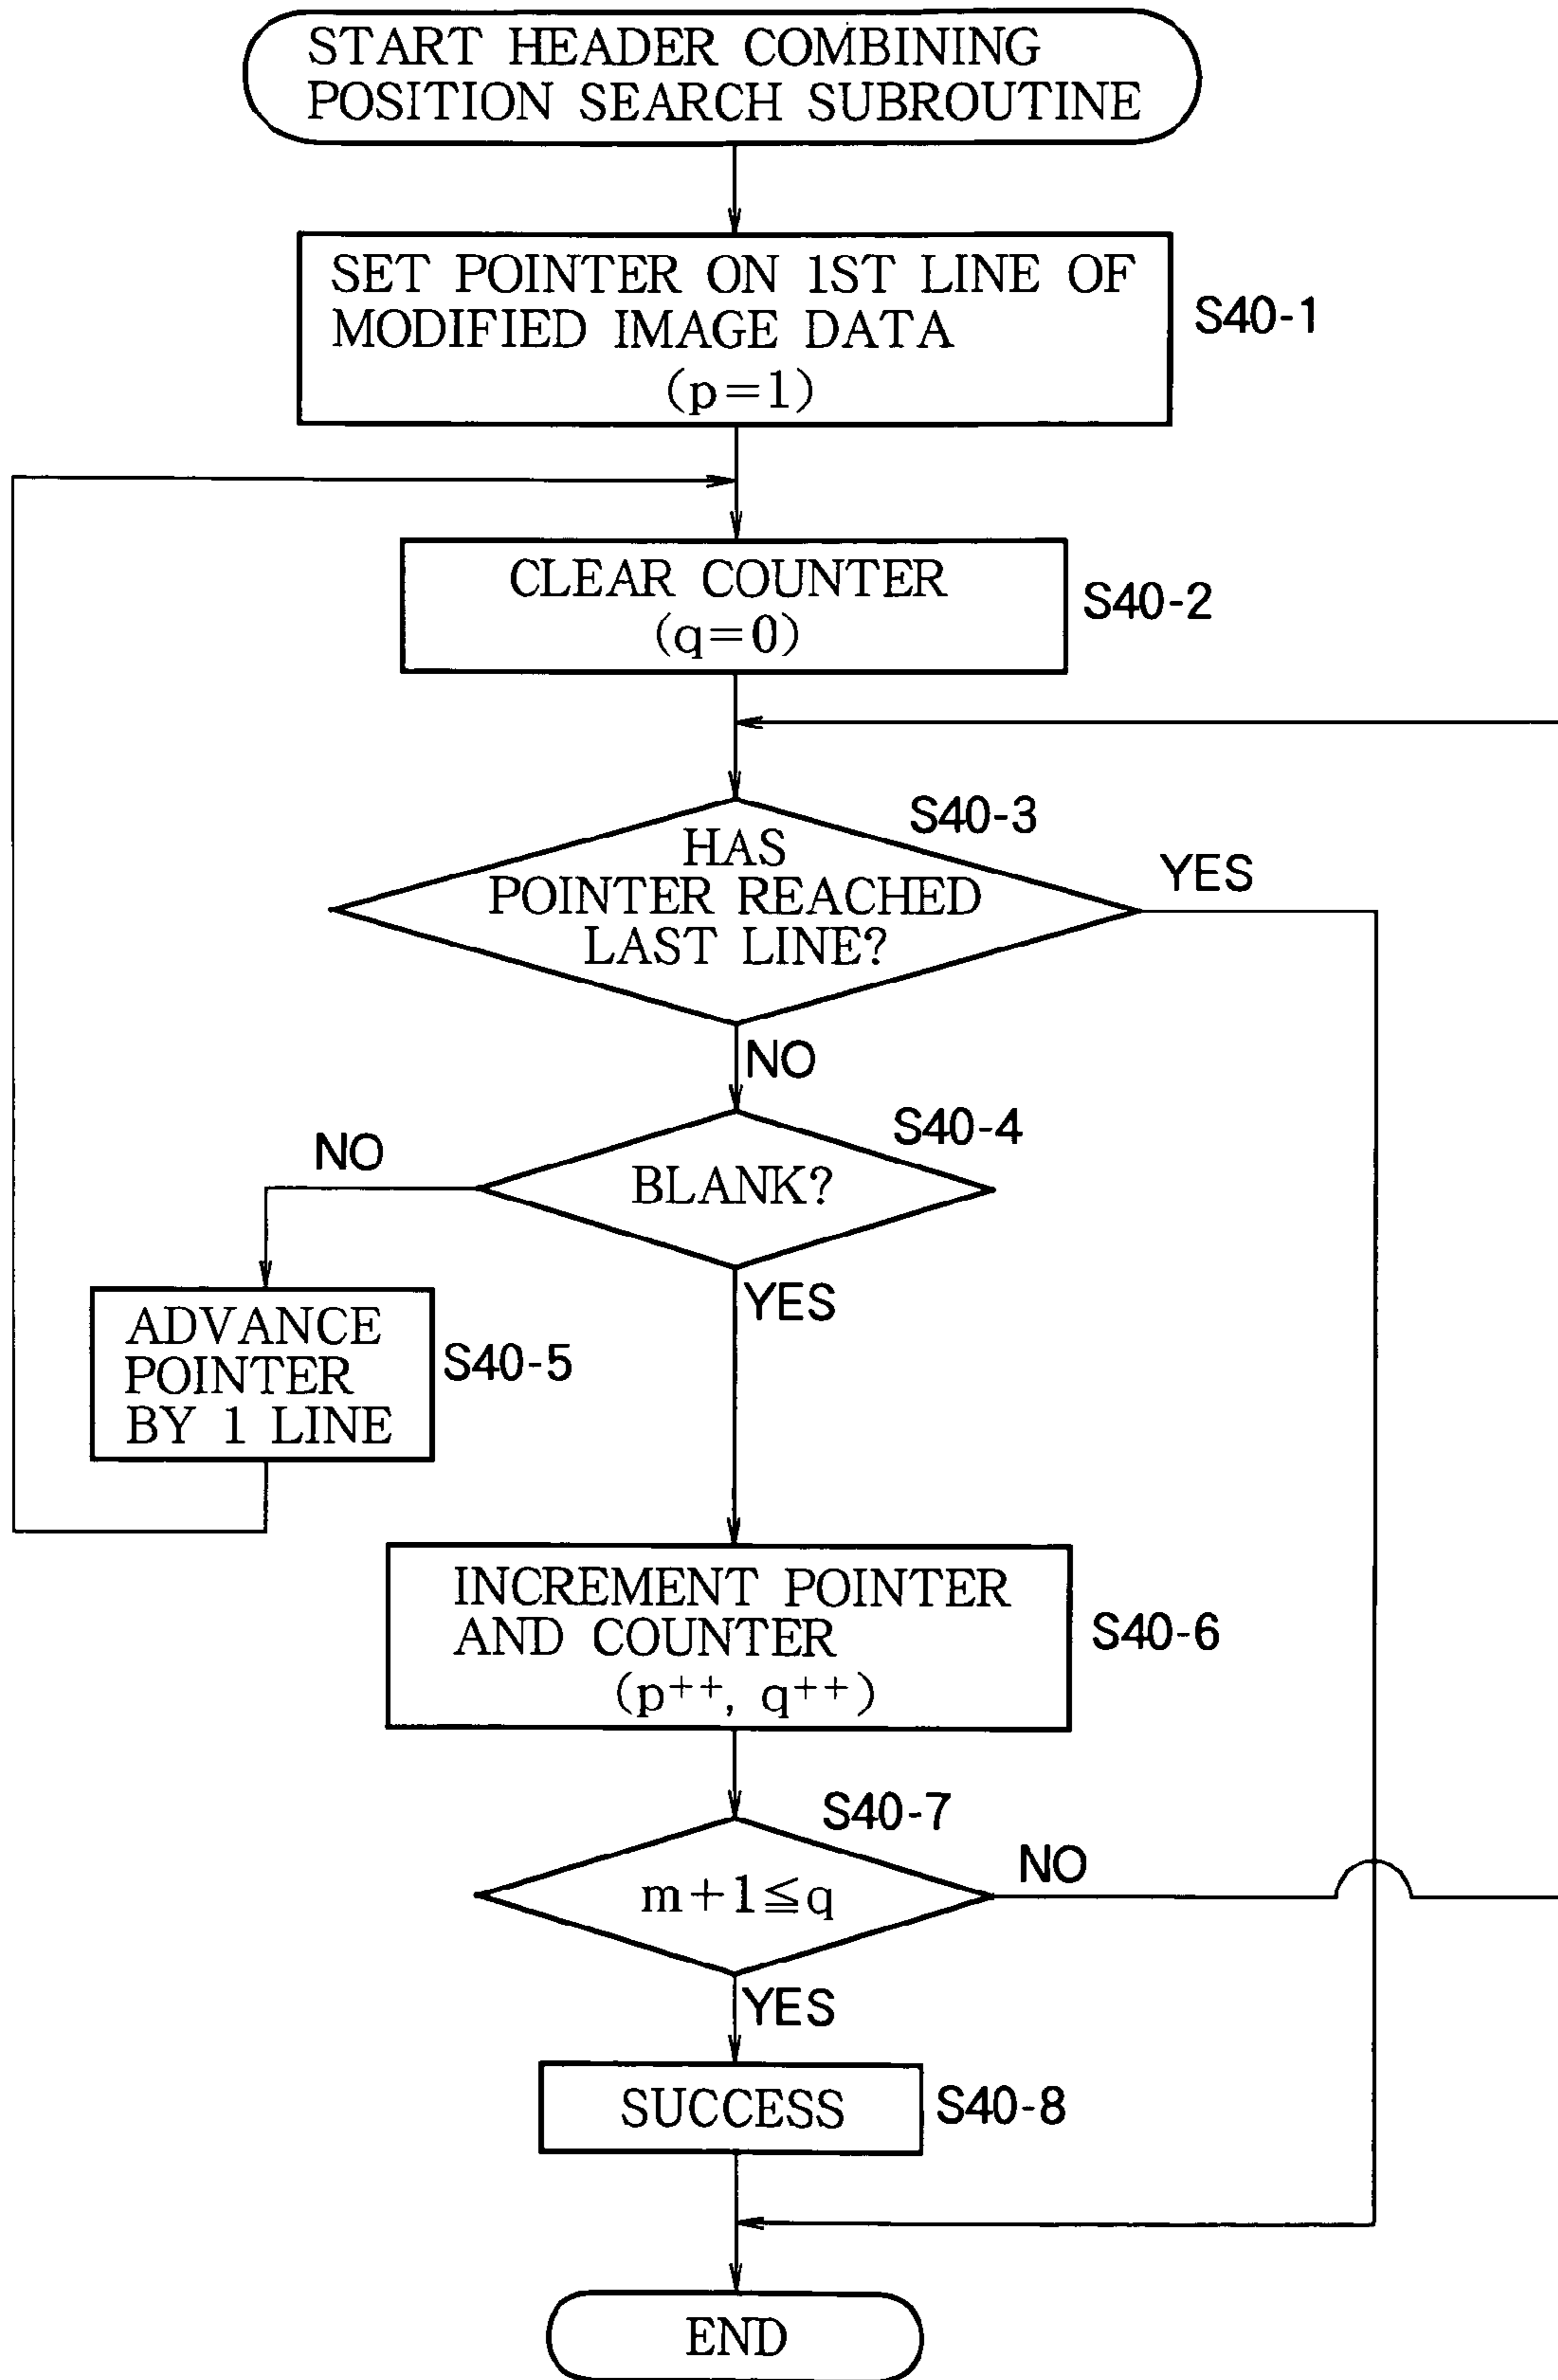 START HEADER COMBINING
POSITION SEARCH SUBROUTINE
SET POINTER ON 1ST LINE OF
MODIFIED IMAGE DATA
(p=1)
S40-1
CLEAR COUNTER
(q=0)
S40-2
S40-3
HAS
POINTER REACHED
LAST LINE?
YES
NO
S40-4
NO
BLANK?
YES
ADVANCE
POINTER
BY 1 LINE
S40-5
INCREMENT POINTER
AND COUNTER
(p++, q++)
S40-6
S40-7
m+1≦q
NO
YES
SUCCESS
S40-8
END